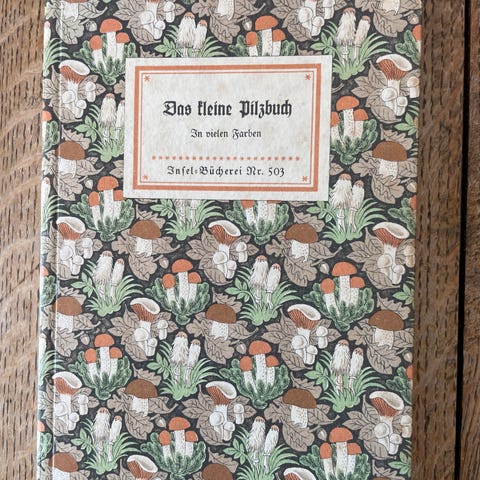 Das kleine Pilzbuch
In vielen Farben
Insel-Bücherei Nr. 503